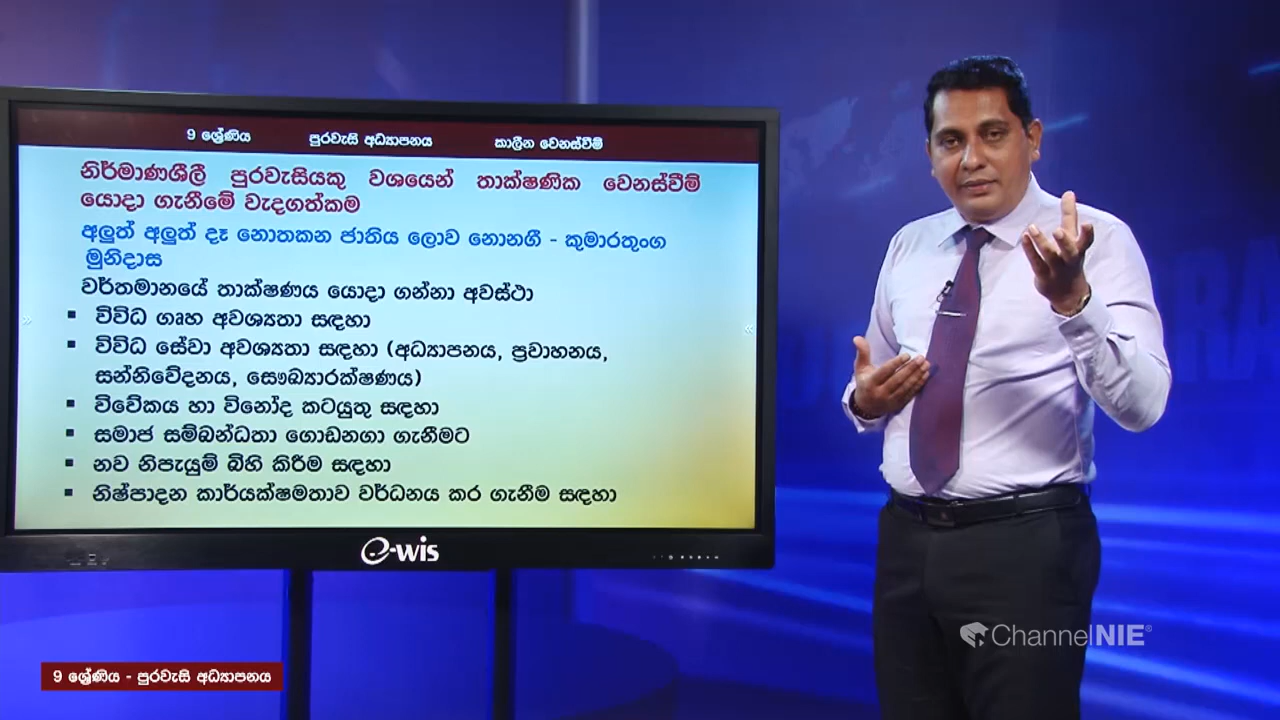 9 ශ්‍රේණිය පුරවැසි අධ්‍යාපනය කාලීන වෙනස්වීම්
නිර්මාණශීලී පුරවැසියකු වශයෙන් තාක්ෂණික වෙනස්වීම්
යොදා ගැනීමේ වැදගත්කම
අලුත් අලුත් දෑ නොතකන ජාතිය ලොව නොනගී - කුමාරතුංග
මුනිදාස
වර්තමානයේ තාක්ෂණය යොදා ගන්නා අවස්ථා
▪ විවිධ ගෘහ අවශ්‍යතා සඳහා
▪ විවිධ සේවා අවශ්‍යතා සඳහා (අධ්‍යාපනය, ප්‍රවාහනය,
සන්නිවේදනය, සෞඛ්‍යාරක්ෂණය)
▪ විවේකය හා විනෝද කටයුතු සඳහා
▪ සමාජ සම්බන්ධතා ගොඩනගා ගැනීමට
▪ නව නිපැයුම් බිහි කිරීම සඳහා
▪ නිෂ්පාදන කාර්යක්ෂමතාව වර්ධනය කර ගැනීම සඳහා
e-wis
ChannelNIE®
9 ශ්‍රේණිය - පුරවැසි අධ්‍යාපනය